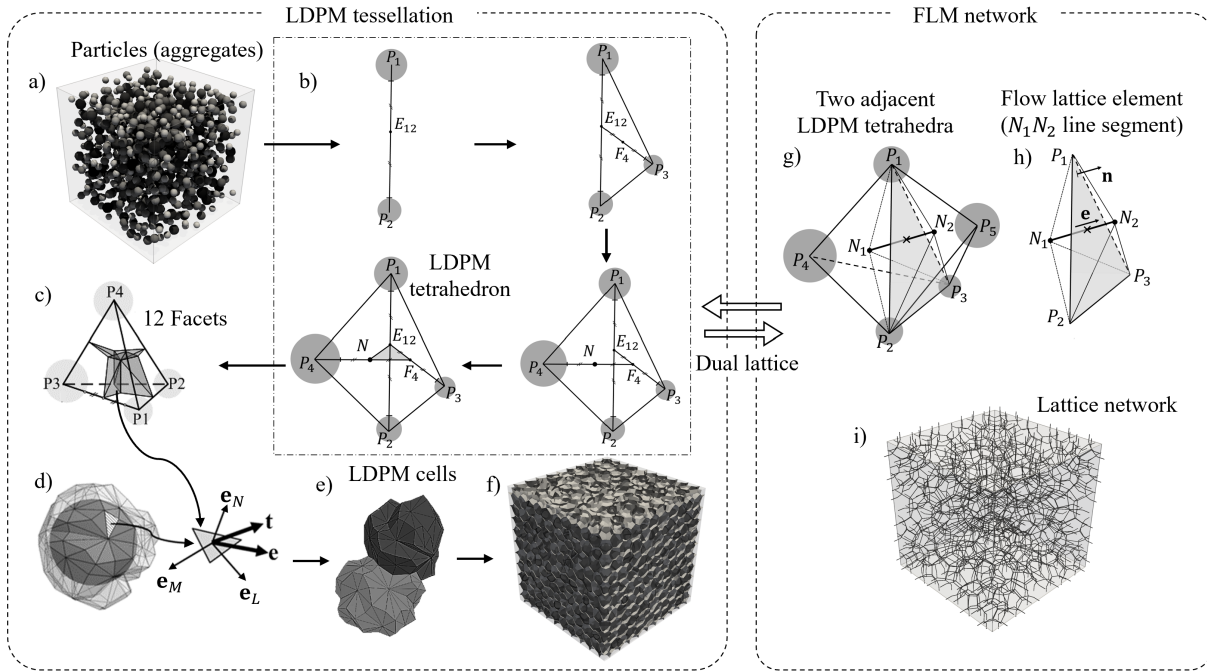 LDPM tessellation
FLM network
Particles (aggregates)
a)
b)
P₁
E₁₂
P₂
P₁
E₁₂
F₄
P₃
P₂
LDPM
tetrahedron
P₁
E₁₂
N
F₄
P₄
P₃
P₂
P₁
E₁₂
N
F₄
P₄
P₃
P₂
c)
12 Facets
P4
P3
P2
P1
Dual lattice
d)
e_N
t
e
e_M
e_L
LDPM cells
e)
f)
Two adjacent
LDPM tetrahedra
g)
P₁
N₂
N₁
P₅
P₄
P₃
P₂
Flow lattice element
(N₁N₂ line segment)
h)
P₁
n
e
N₂
N₁
P₃
P₂
Lattice network
i)